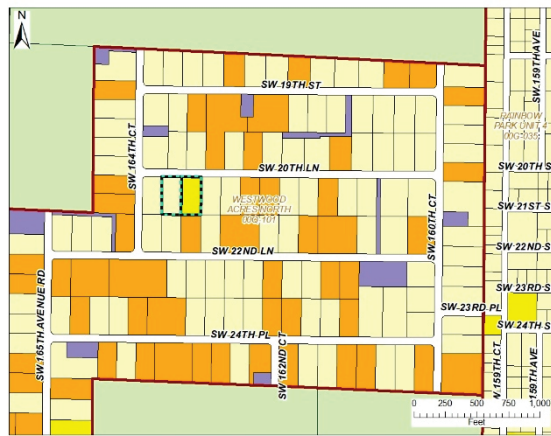 N
SW 19TH ST
SW 164TH CT
SW 20TH LN
WESTWOOD
ACRES NORTH
SW 160TH CT
SW 22ND LN
SW 165TH AVENUE RD
SW 24TH PL
SW 162ND CT
SW 159TH AVE
RAINBOW
PARK UNIT 4
SW 20TH S
SW 21ST S
SW 22ND S
SW 23RD S
SW 23RD PL
SW 24TH S
W 159TH CT
159TH AVE
0 250 500 750 1,000
Feet